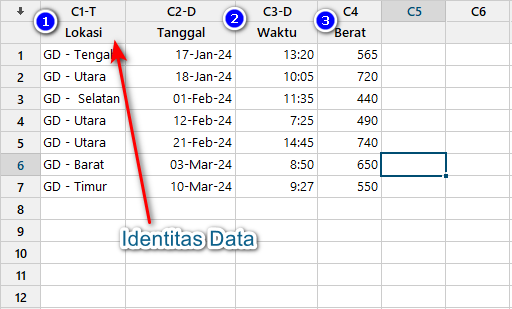 C1-T C2-D C3-D C4 C5 C6
1 2 3
Lokasi Tanggal Waktu Berat
1 GD - Tengah 17-Jan-24 13:20 565
2 GD - Utara 18-Jan-24 10:05 720
3 GD -  Selatan 01-Feb-24 11:35 440
4 GD - Utara 12-Feb-24 7:25 490
5 GD - Utara 21-Feb-24 14:45 740
6 GD - Barat 03-Mar-24 8:50 650
7 GD - Timur 10-Mar-24 9:27 550
8
9
Identitas Data
10
11
12